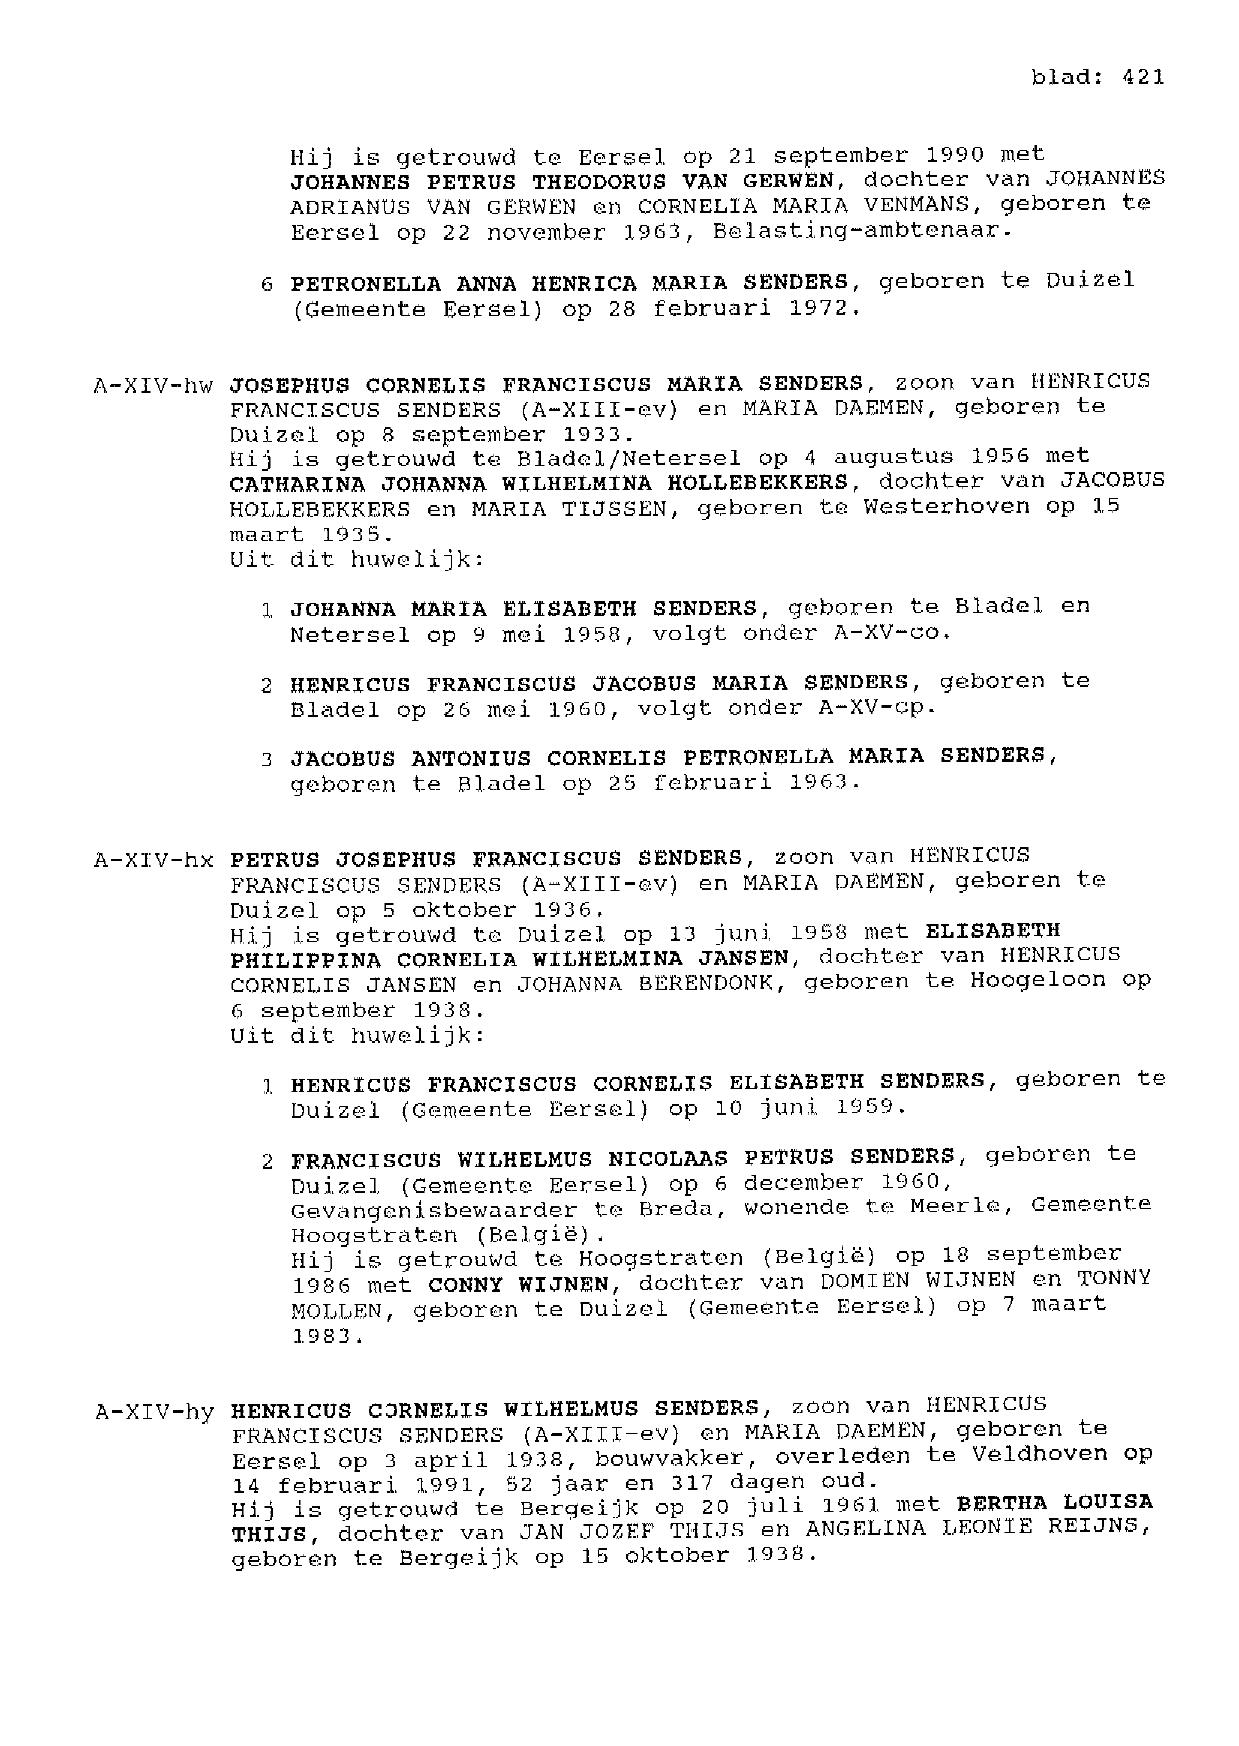 blad: 421
Hij is getrouwd te Eersel op 21 september 1990 met
JOHANNES PETRUS THEODORUS VAN GERWEN, dochter van JOHANNES
ADRIANUS VAN GERWEN en CORNELIA MARIA VENMANS, geboren te
Eersel op 22 november 1963, Belasting-ambtenaar.
6 PETRONELLA ANNA HENRICA MARIA SENDERS, geboren te Duizel
(Gemeente Eersel) op 28 februari 1972.
A-XIV-hw JOSEPHUS CORNELIS FRANCISCUS MARIA SENDERS, zoon van HENRICUS
FRANCISCUS SENDERS (A-XIII-ev) en MARIA DAEMEN, geboren te
Duizel op 8 september 1933.
Hij is getrouwd te Bladel/Netersel op 4 augustus 1956 met
CATHARINA JOHANNA WILHELMINA HOLLEBEKKERS, dochter van JACOBUS
HOLLEBEKKERS en MARIA TIJSSEN, geboren te Westerhoven op 15
maart 1935.
Uit dit huwelijk:
1 JOHANNA MARIA ELISABETH SENDERS, geboren te Bladel en
Netersel op 9 mei 1958, volgt onder A-XV-co.
2 HENRICUS FRANCISCUS JACOBUS MARIA SENDERS, geboren te
Bladel op 26 mei 1960, volgt onder A-XV-cp.
3 JACOBUS ANTONIUS CORNELIS PETRONELLA MARIA SENDERS,
geboren te Bladel op 25 februari 1963.
A-XIV-hx PETRUS JOSEPHUS FRANCISCUS SENDERS, zoon van HENRICUS
FRANCISCUS SENDERS (A-XIII-ev) en MARIA DAEMEN, geboren te
Duizel op 5 oktober 1936.
Hij is getrouwd te Duizel op 13 juni 1958 met ELISABETH
PHILIPPINA CORNELIA WILHELMINA JANSEN, dochter van HENRICUS
CORNELIS JANSEN en JOHANNA BERENDONK, geboren te Hoogeloon op
6 september 1938.
Uit dit huwelijk:
1 HENRICUS FRANCISCUS CORNELIS ELISABETH SENDERS, geboren te
Duizel (Gemeente Eersel) op 10 juni 1959.
2 FRANCISCUS WILHELMUS NICOLAAS PETRUS SENDERS, geboren te
Duizel (Gemeente Eersel) op 6 december 1960,
Gevangenisbewaarder te Breda, wonende te Meerle, Gemeente
Hoogstraten (België).
Hij is getrouwd te Hoogstraten (België) op 18 september
1986 met CONNY WIJNEN, dochter van DOMIEN WIJNEN en TONNY
MOLLEN, geboren te Duizel (Gemeente Eersel) op 7 maart
1983.
A-XIV-hy HENRICUS CORNELIS WILHELMUS SENDERS, zoon van HENRICUS
FRANCISCUS SENDERS (A-XIII-ev) en MARIA DAEMEN, geboren te
Eersel op 3 april 1938, bouwvakker, overleden te Veldhoven op
14 februari 1991, 52 jaar en 317 dagen oud.
Hij is getrouwd te Bergeijk op 20 juli 1961 met BERTHA LOUISA
THIJS, dochter van JAN JOZEF THIJS en ANGELINA LEONIE REIJNS,
geboren te Bergeijk op 15 oktober 1938.